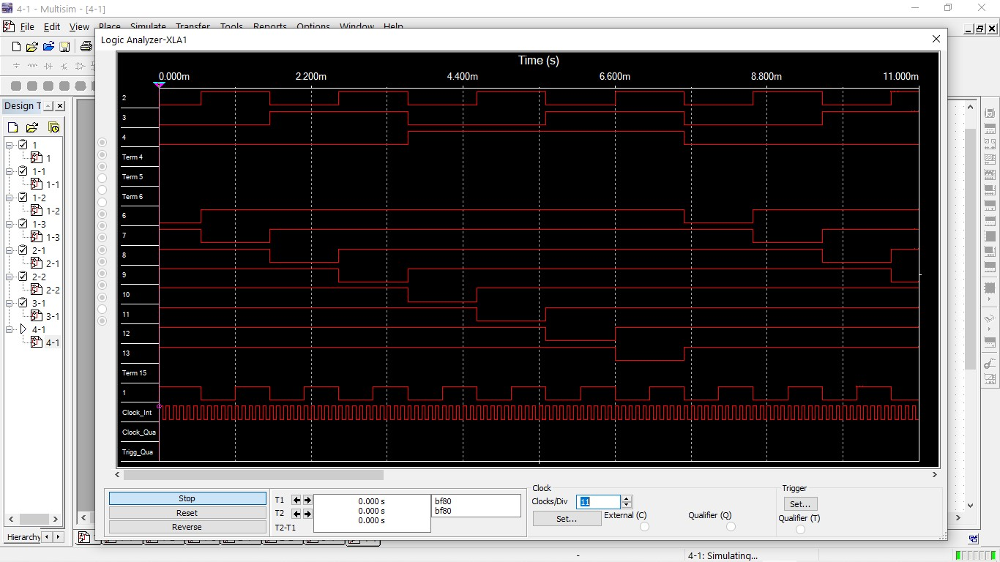 4-1 - Multisim - [4-1]
File Edit View Place Simulate Transfer Tools Reports Options Window Help
Logic Analyzer-XLA1
Time (s)
0.000m 2.200m 4.400m 6.600m 8.800m 11.000m
Design T
2
3
4
Term 4
Term 5
Term 6
6
7
8
9
10
11
12
13
Term 15
1
Clock_Int
Clock_Qua
Trigg_Qua
1
1
1-1
1-1
1-2
1-2
1-3
1-3
2-1
2-1
2-2
2-2
3-1
3-1
4-1
4-1
Hierarchy
Stop
Reset
Reverse
T1
T2
T2-T1
0.000 s
0.000 s
0.000 s
bf80
bf80
Clock
Clocks/Div 11
Set...
External (C)
Qualifier (Q)
Trigger
Set...
Qualifier (T)
-
4-1: Simulating...